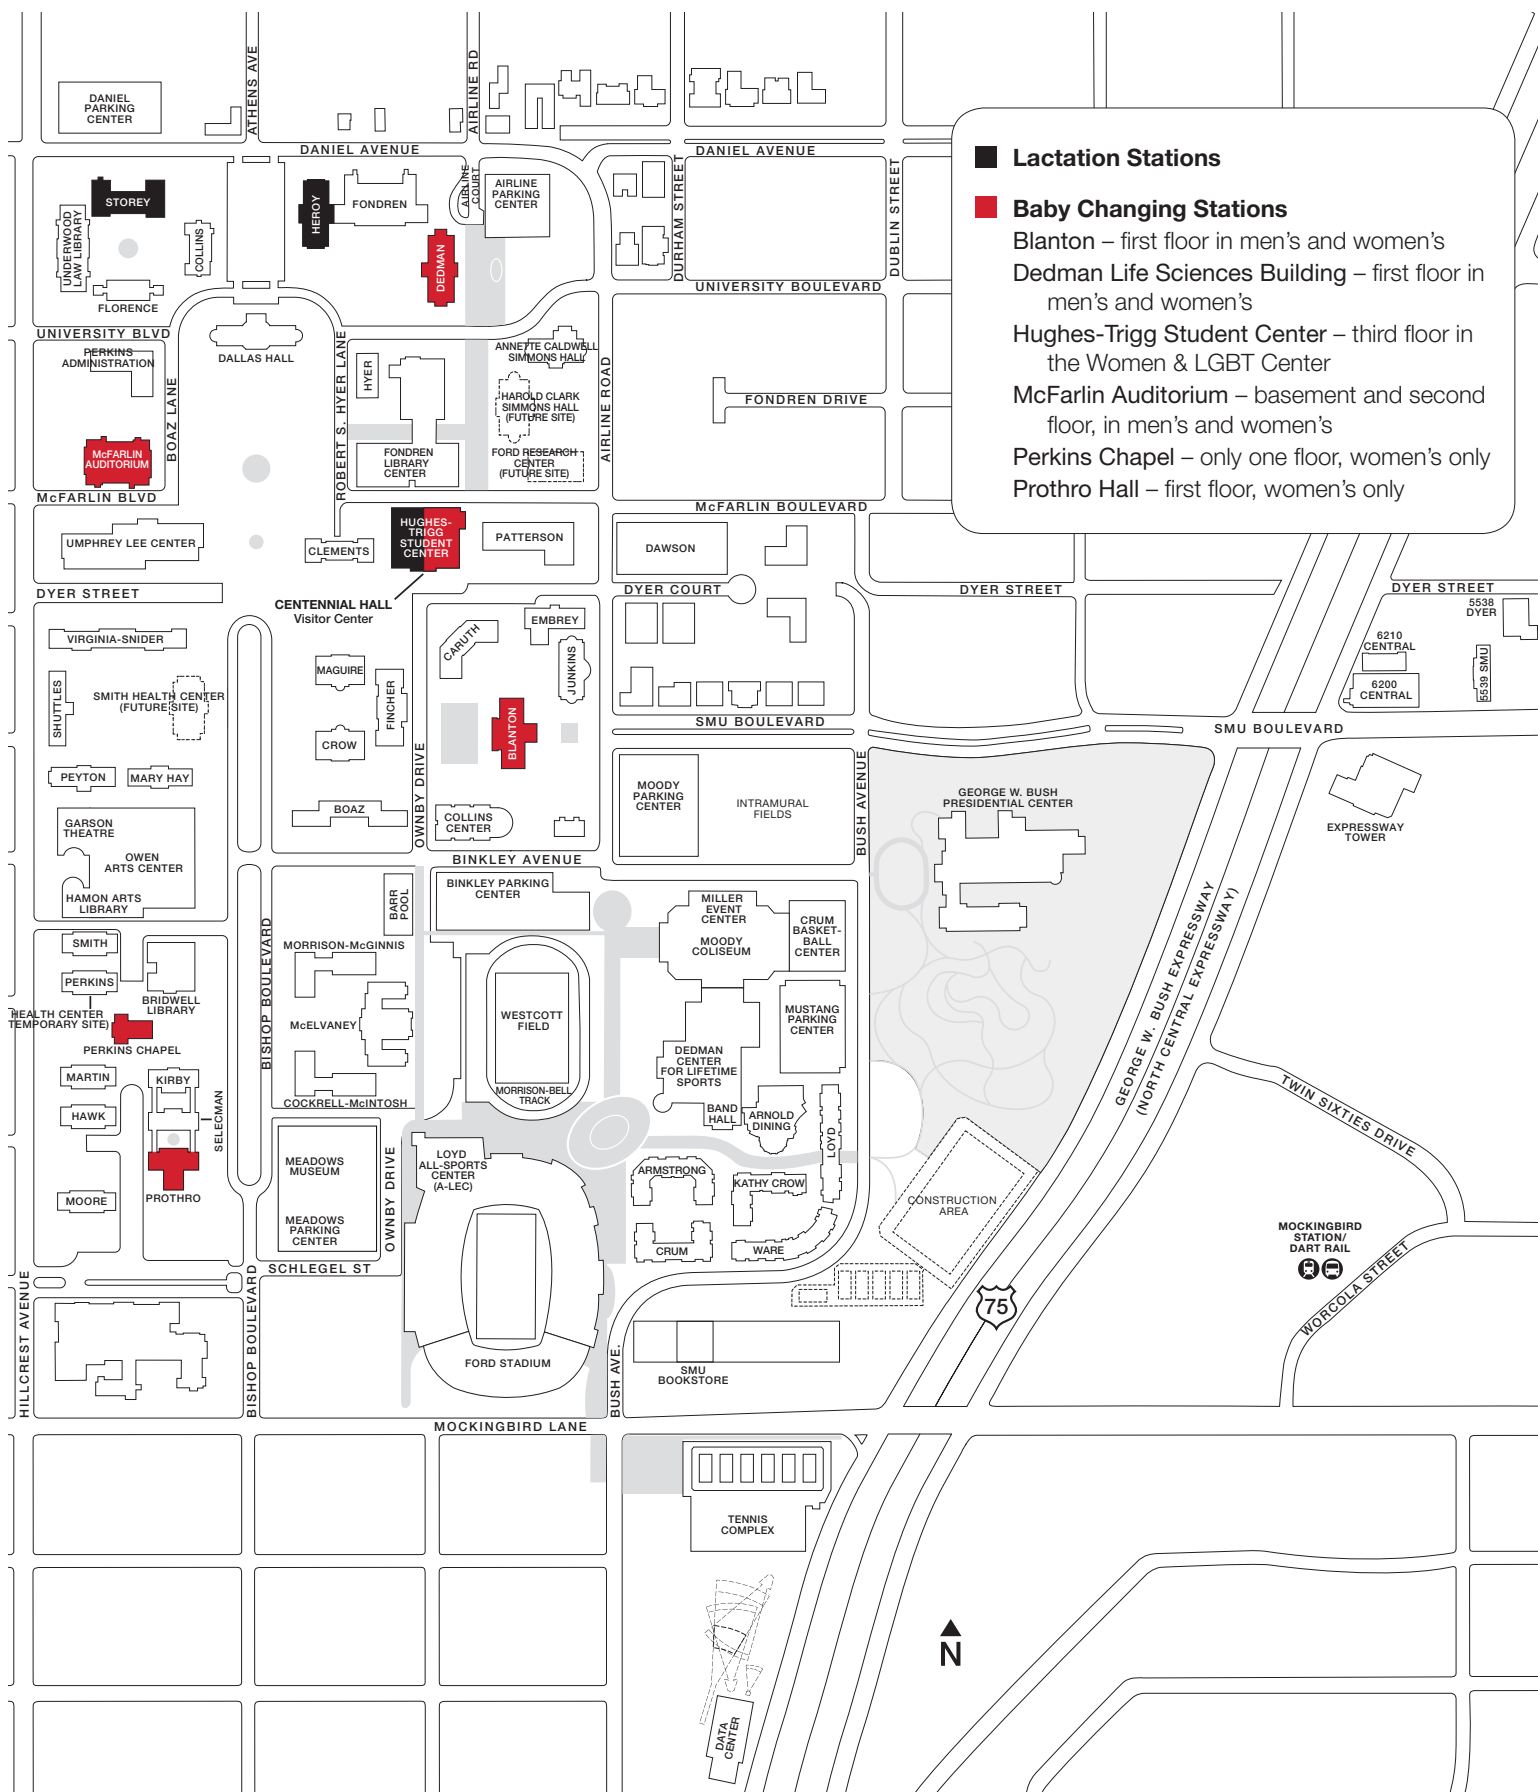 ATHENS AVE
AIRLINE RD
DANIEL
PARKING
CENTER
DANIEL AVENUE
DANIEL AVENUE
Lactation Stations
Baby Changing Stations
Blanton – first floor in men’s and women’s
Dedman Life Sciences Building – first floor in
men’s and women’s
Hughes-Trigg Student Center – third floor in
the Women & LGBT Center
McFarlin Auditorium – basement and second
floor, in men’s and women’s
Perkins Chapel – only one floor, women’s only
Prothro Hall – first floor, women’s only
STOREY
HEROY
FONDREN
AIRLINE
COURT
AIRLINE
PARKING
CENTER
DURHAM STREET
DUBLIN STREET
UNDERWOOD
LAW LIBRARY
COLLINS
DEDMAN
FLORENCE
UNIVERSITY BOULEVARD
UNIVERSITY BLVD
DALLAS HALL
PERKINS
ADMINISTRATION
BOAZ LANE
ROBERT S. HYER LANE
HYER
ANNETTE CALDWELL
SIMMONS HALL
HAROLD CLARK
SIMMONS HALL
(FUTURE SITE)
AIRLINE ROAD
FONDREN DRIVE
McFARLIN
AUDITORIUM
FONDREN
LIBRARY
CENTER
FORD RESEARCH
CENTER
(FUTURE SITE)
McFARLIN BLVD
McFARLIN BOULEVARD
UMPHREY LEE CENTER
CLEMENTS
HUGHES-
TRIGG
STUDENT
CENTER
PATTERSON
DAWSON
DYER STREET
DYER COURT
DYER STREET
DYER STREET
CENTENNIAL HALL
Visitor Center
5538
DYER
VIRGINIA-SNIDER
CARUTH
EMBREY
JUNKINS
6210
CENTRAL
5539 SMU
6200
CENTRAL
SHUTTLES
SMITH HEALTH CENTER
(FUTURE SITE)
MAGUIRE
FINCHER
CROW
BLANTON
SMU BOULEVARD
SMU BOULEVARD
OWNBY DRIVE
PEYTON
MARY HAY
BOAZ
COLLINS
CENTER
MOODY
PARKING
CENTER
INTRAMURAL
FIELDS
BUSH AVENUE
GEORGE W. BUSH
PRESIDENTIAL CENTER
EXPRESSWAY
TOWER
GARSON
THEATRE
OWEN
ARTS CENTER
HAMON ARTS
LIBRARY
BINKLEY AVENUE
BARR
POOL
BINKLEY PARKING
CENTER
MILLER
EVENT
CENTER
MOODY
COLISEUM
CRUM
BASKET-
BALL
CENTER
GEORGE W. BUSH EXPRESSWAY
(NORTH CENTRAL EXPRESSWAY)
SMITH
PERKINS
BRIDWELL
LIBRARY
BISHOP BOULEVARD
MORRISON-McGINNIS
McELVANEY
WESTCOTT
FIELD
MUSTANG
PARKING
CENTER
HEALTH CENTER
TEMPORARY SITE)
PERKINS CHAPEL
DEDMAN
CENTER
FOR LIFETIME
SPORTS
MARTIN
KIRBY
COCKRELL-McINTOSH
MORRISON-BELL
TRACK
HAWK
SELECMAN
BAND
HALL
ARNOLD
DINING
LOYD
TWIN SIXTIES DRIVE
MEADOWS
MUSEUM
OWNBY DRIVE
LOYD
ALL-SPORTS
CENTER
(A-LEC)
ARMSTRONG
KATHY CROW
MOORE
PROTHRO
MEADOWS
PARKING
CENTER
CRUM
WARE
CONSTRUCTION
AREA
MOCKINGBIRD
STATION/
DART RAIL
WORCOLA STREET
SCHLEGEL ST
75
HILLCREST AVENUE
BISHOP BOULEVARD
FORD STADIUM
BUSH AVE.
SMU
BOOKSTORE
MOCKINGBIRD LANE
TENNIS
COMPLEX
N
DATA
CENTER